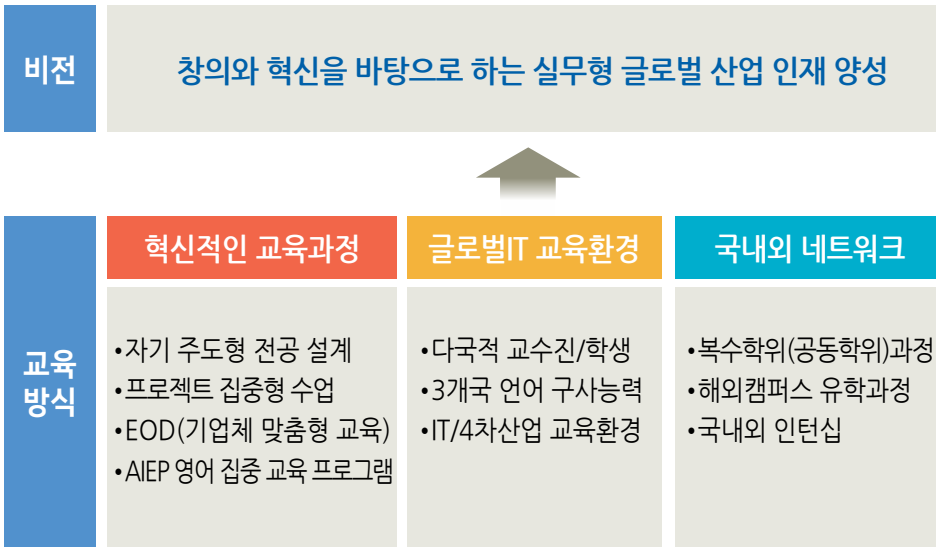 비전
창의와 혁신을 바탕으로 하는 실무형 글로벌 산업 인재 양성
교육
방식
혁신적인 교육과정
•자기 주도형 전공 설계
•프로젝트 집중형 수업
•EOD(기업체 맞춤형 교육)
•AIEP 영어 집중 교육 프로그램
글로벌IT 교육환경
•다국적 교수진/학생
•3개국 언어 구사능력
•IT/4차산업 교육환경
국내외 네트워크
•복수학위(공동학위)과정
•해외캠퍼스 유학과정
•국내외 인턴십